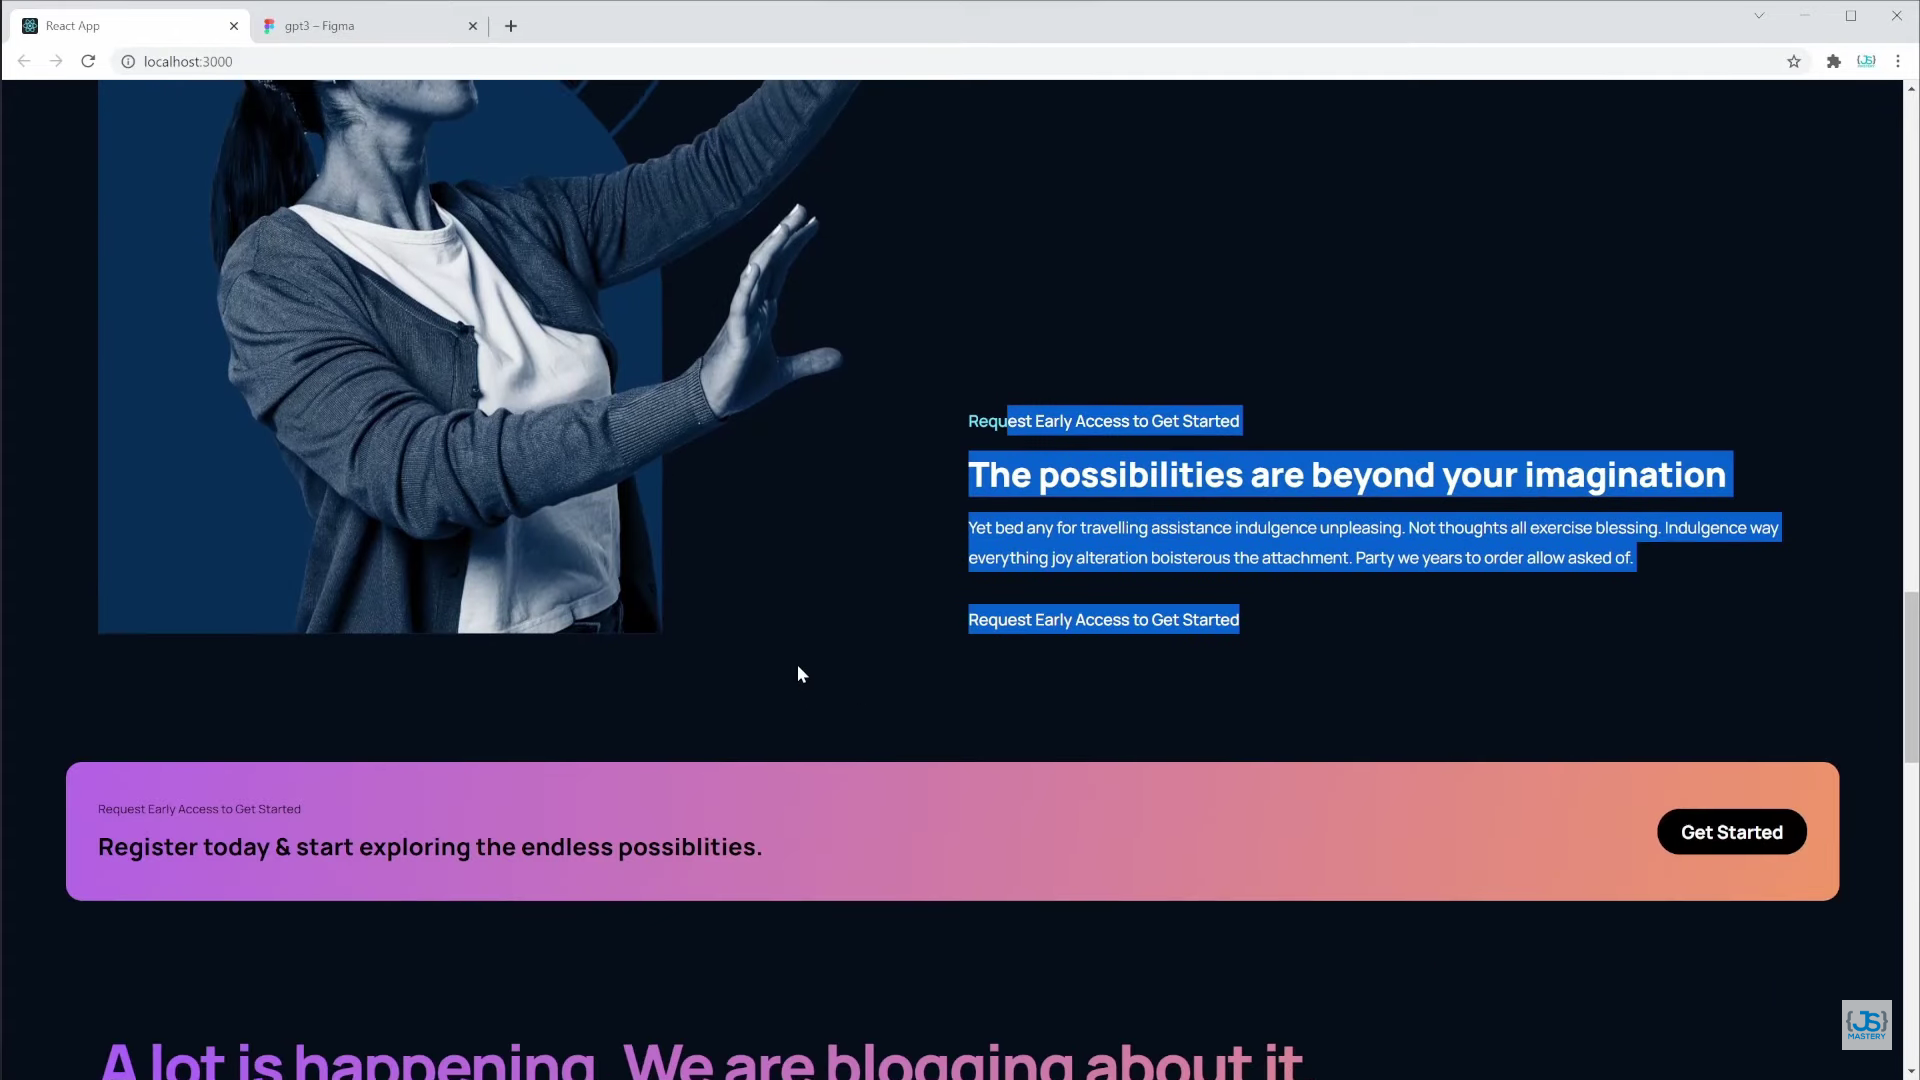 React App
gpt3 – Figma
localhost:3000
{JS}
Request Early Access to Get Started
The possibilities are beyond your imagination
Yet bed any for travelling assistance indulgence unpleasing. Not thoughts all exercise blessing. Indulgence way
everything joy alteration boisterous the attachment. Party we years to order allow asked of.
Request Early Access to Get Started
Request Early Access to Get Started
Register today & start exploring the endless possiblities.
Get Started
A lot is happening, We are blogging about it
{JS}
MASTERY